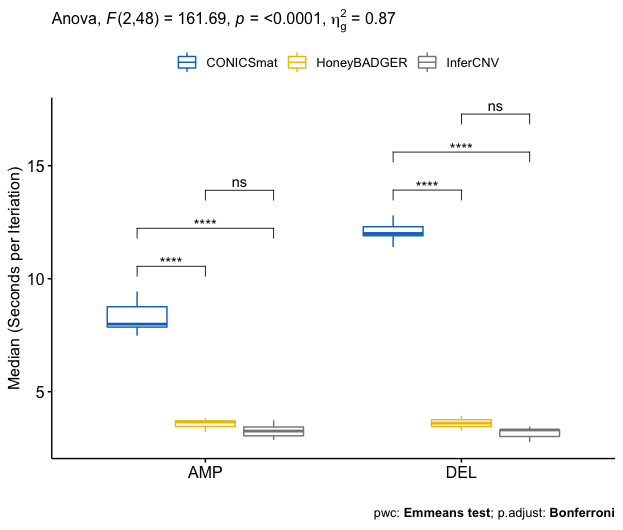 Anova, F(2,48) = 161.69, p = <0.0001, η²g = 0.87
CONICSmat HoneyBADGER InferCNV
Median (Seconds per Iteriation)
15
10
5
ns
****
****
ns
****
****
AMP DEL
pwc: Emmeans test; p.adjust: Bonferroni